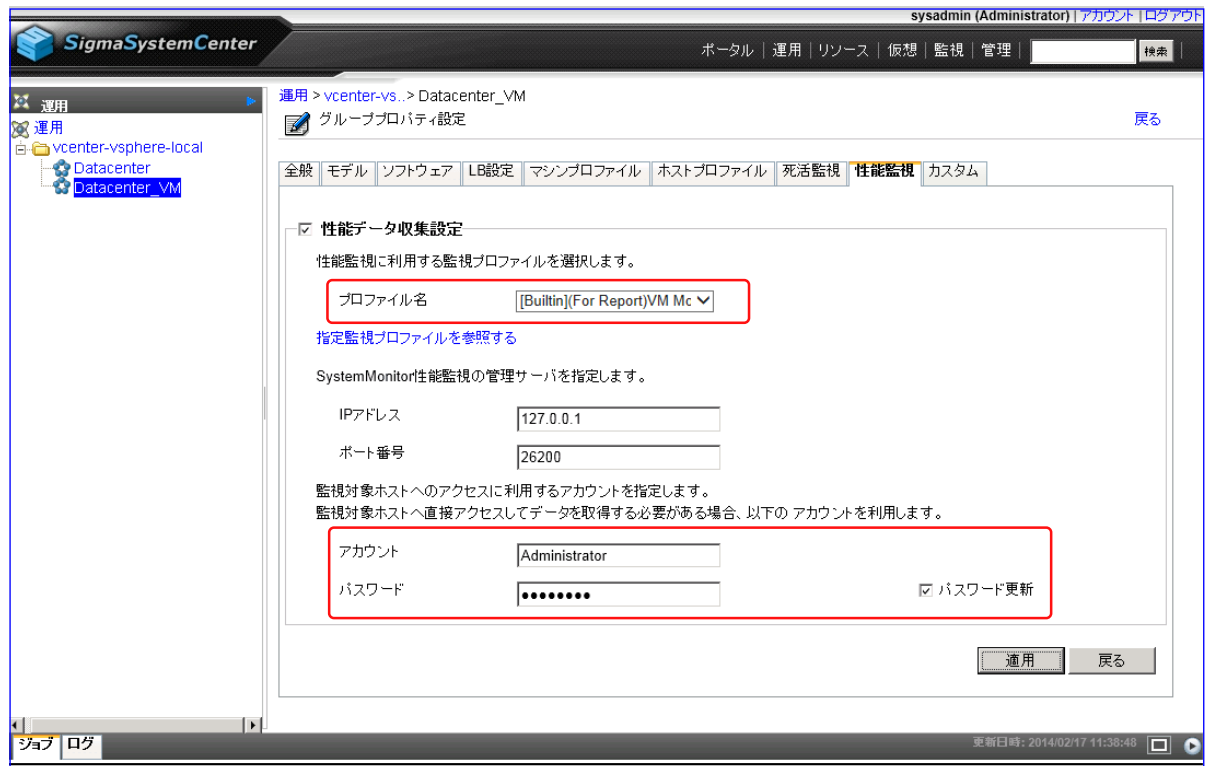 sysadmin (Administrator) | アカウント | ログアウト
SigmaSystemCenter
ポータル | 運用 | リソース | 仮想 | 監視 | 管理 |
検索
運用
運用
vcenter-vsphere-local
Datacenter
Datacenter_VM
運用 > vcenter-vs..> Datacenter_VM
グループプロパティ設定
戻る
全般 モデル ソフトウェア LB設定 マシンプロファイル ホストプロファイル 死活監視 性能監視 カスタム
性能データ収集設定
性能監視に利用する監視プロファイルを選択します。
プロファイル名 [Builtin](For Report)VM Mc
指定監視プロファイルを参照する
SystemMonitor性能監視の管理サーバを指定します。
IPアドレス 127.0.0.1
ポート番号 26200
監視対象ホストへのアクセスに利用するアカウントを指定します。
監視対象ホストへ直接アクセスしてデータを取得する必要がある場合、以下の アカウントを利用します。
アカウント Administrator
パスワード ●●●●●●●● パスワード更新
適用 戻る
ジョブ ログ
更新日時: 2014/02/17 11:38:48